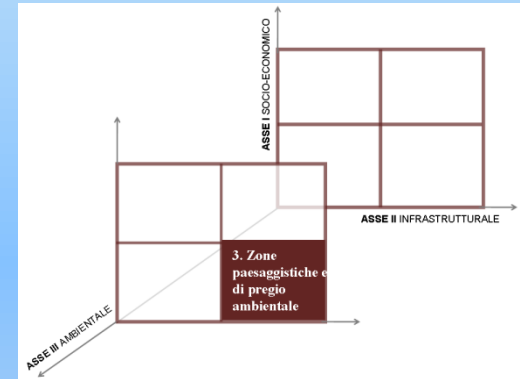 ASSE I SOCIO-ECONOMICO
ASSE II INFRASTRUTTURALE
3. Zone
paesaggistiche e
di pregio
ambientale
ASSE III AMBIENTALE